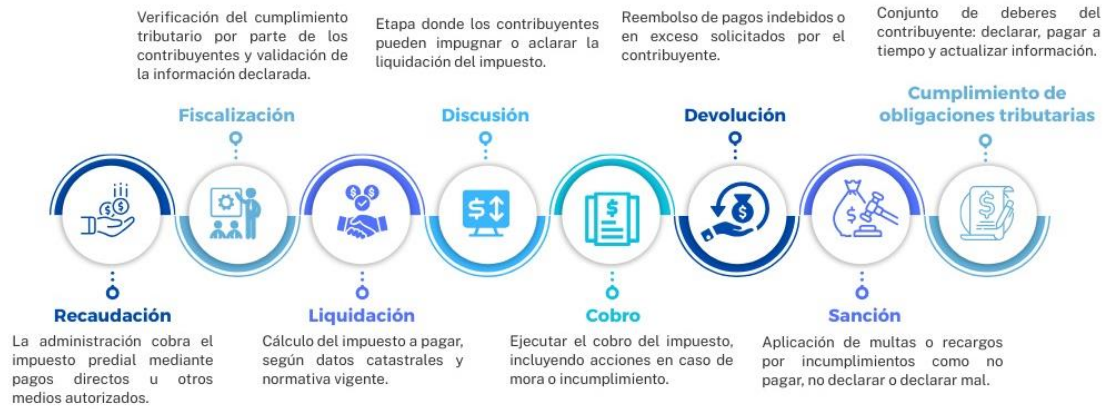 Verificación del cumplimiento
tributario por parte de los
contribuyentes y validación de
la información declarada.
Fiscalización
Etapa donde los contribuyentes
pueden impugnar o aclarar la
liquidación del impuesto.
Discusión
Reembolso de pagos indebidos o
en exceso solicitados por el
contribuyente.
Devolución
Conjunto de deberes del
contribuyente: declarar, pagar a
tiempo y actualizar información.
Cumplimiento de
obligaciones tributarias
Recaudación
La administración cobra el
impuesto predial mediante
pagos directos u otros
medios autorizados.
Liquidación
Cálculo del impuesto a pagar,
según datos catastrales y
normativa vigente.
Cobro
Ejecutar el cobro del impuesto,
incluyendo acciones en caso de
mora o incumplimiento.
Sanción
Aplicación de multas o recargos
por incumplimientos como no
pagar, no declarar o declarar mal.